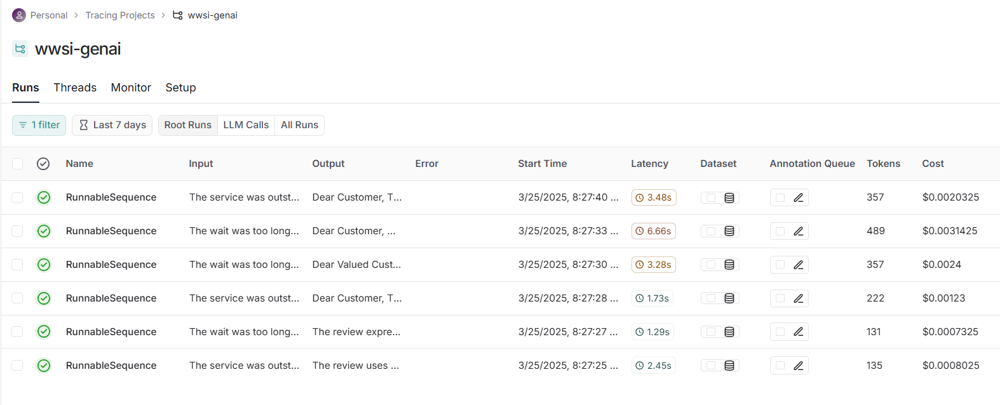 Personal > Tracing Projects > wwsi-genai
wwsi-genai
Runs Threads Monitor Setup
1 filter Last 7 days Root Runs LLM Calls All Runs
Name Input Output Error Start Time Latency Dataset Annotation Queue Tokens Cost
RunnableSequence The service was outst... Dear Customer, T... 3/25/2025, 8:27:40 ... 3.48s 357 $0.0020325
RunnableSequence The wait was too long... Dear Customer, ... 3/25/2025, 8:27:33 ... 6.66s 489 $0.0031425
RunnableSequence The wait was too long... Dear Valued Cust... 3/25/2025, 8:27:30 ... 3.28s 357 $0.0024
RunnableSequence The service was outst... Dear Customer, T... 3/25/2025, 8:27:28 ... 1.73s 222 $0.00123
RunnableSequence The wait was too long... The review expre... 3/25/2025, 8:27:27 ... 1.29s 131 $0.0007325
RunnableSequence The service was outst... The review uses ... 3/25/2025, 8:27:25 ... 2.45s 135 $0.0008025